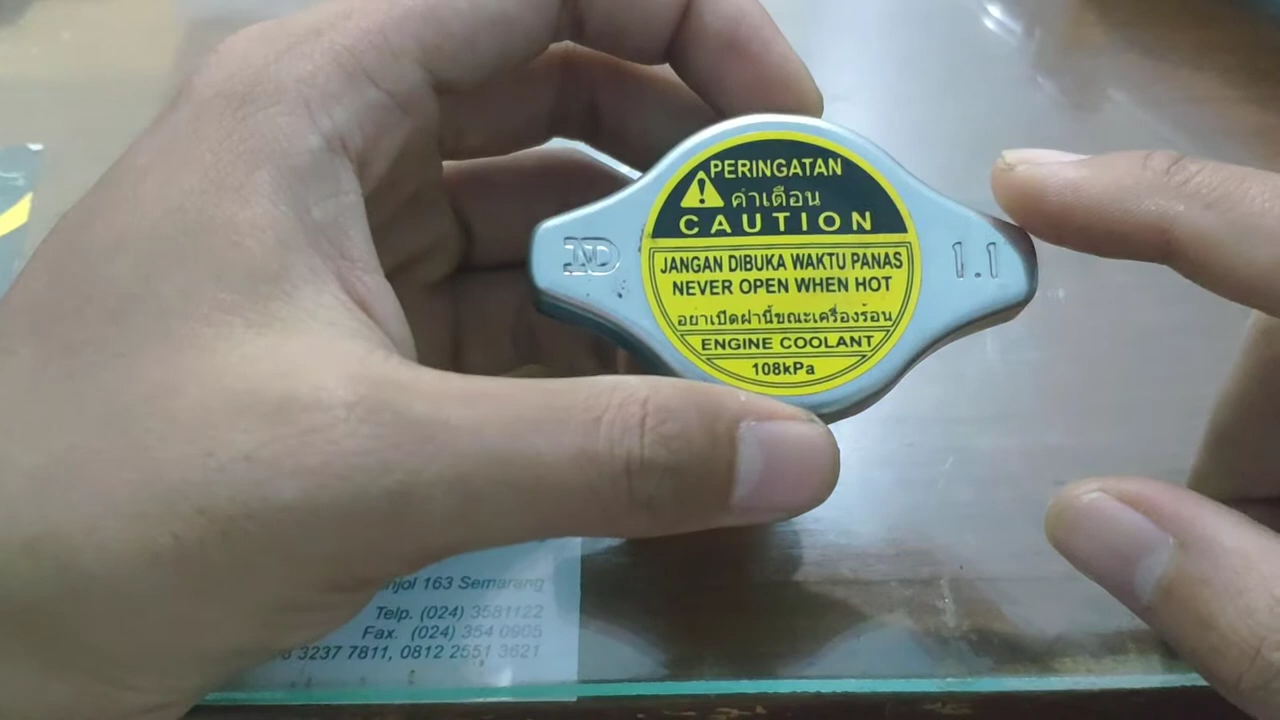 PERINGATAN
คำเตือน
CAUTION
ND
1.1
JANGAN DIBUKA WAKTU PANAS
NEVER OPEN WHEN HOT
อย่าเปิดฝานี้ขณะเครื่องร้อน
ENGINE COOLANT
108kPa
163 Semarang
Telp. (024) 3581122
Fax. (024) 354 0905
3237 7811, 0812 2551 3621